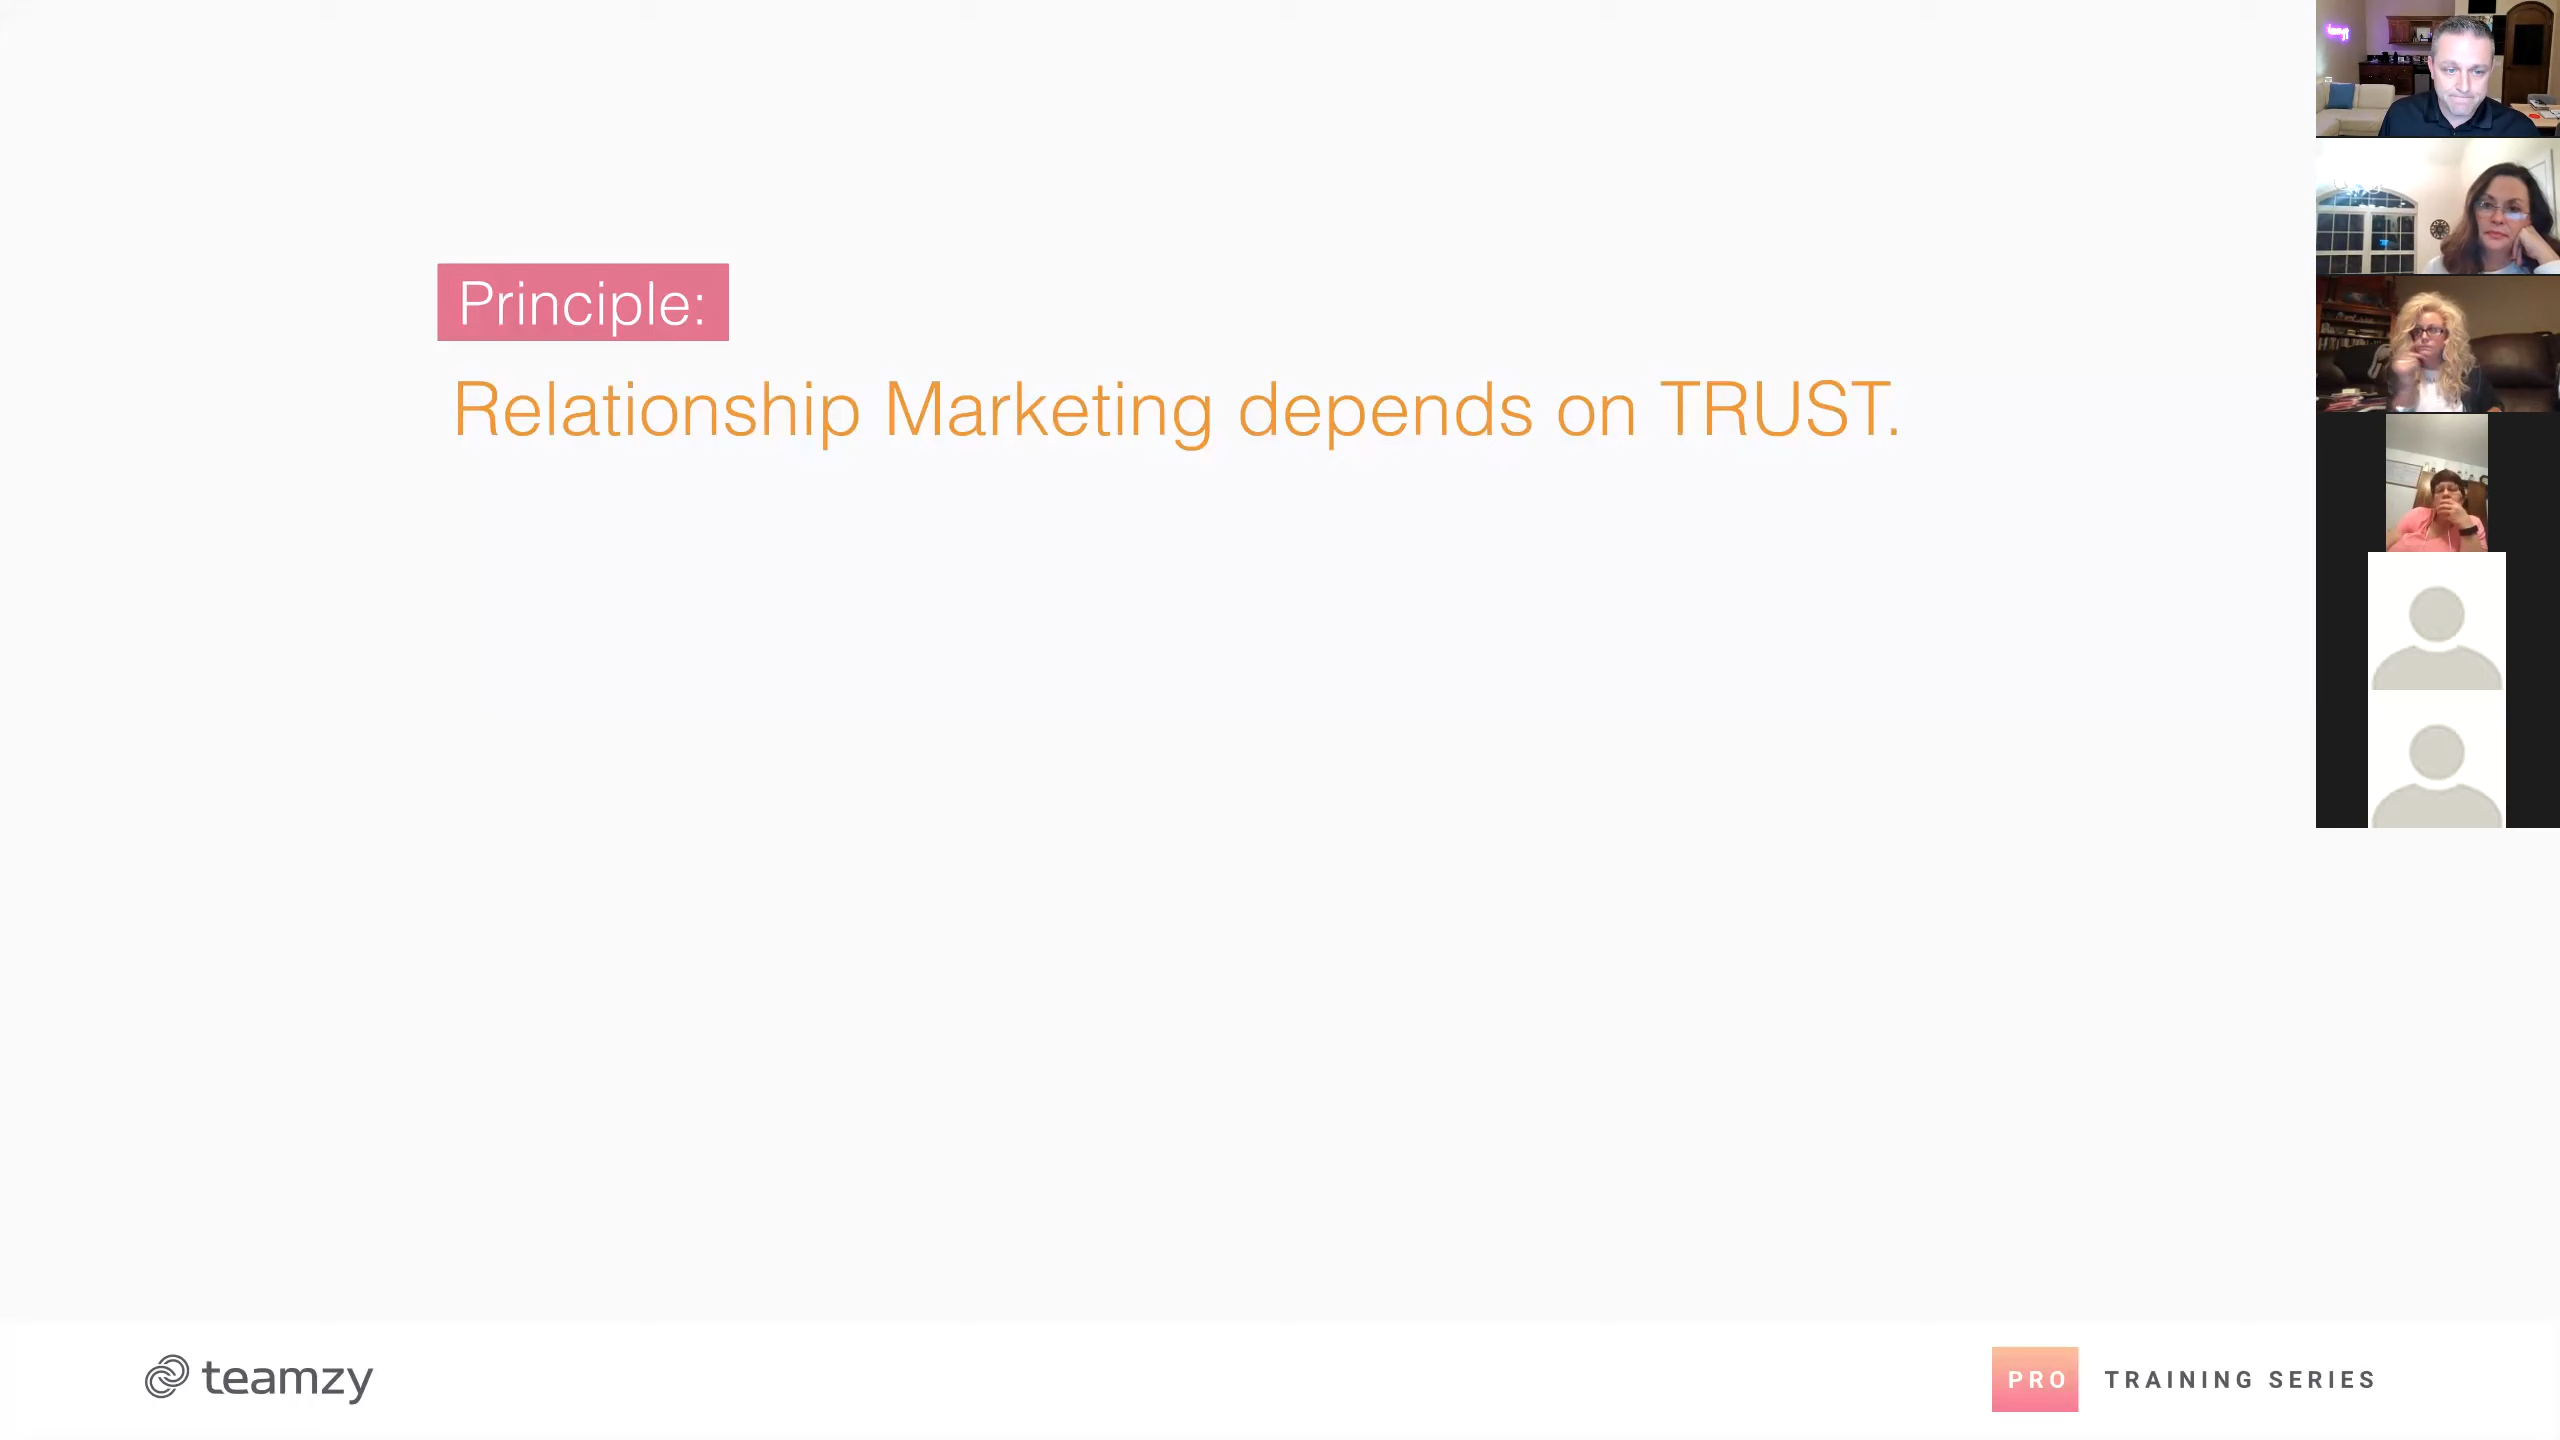 Principle:
Relationship Marketing depends on TRUST.
teamzy
PRO TRAINING SERIES